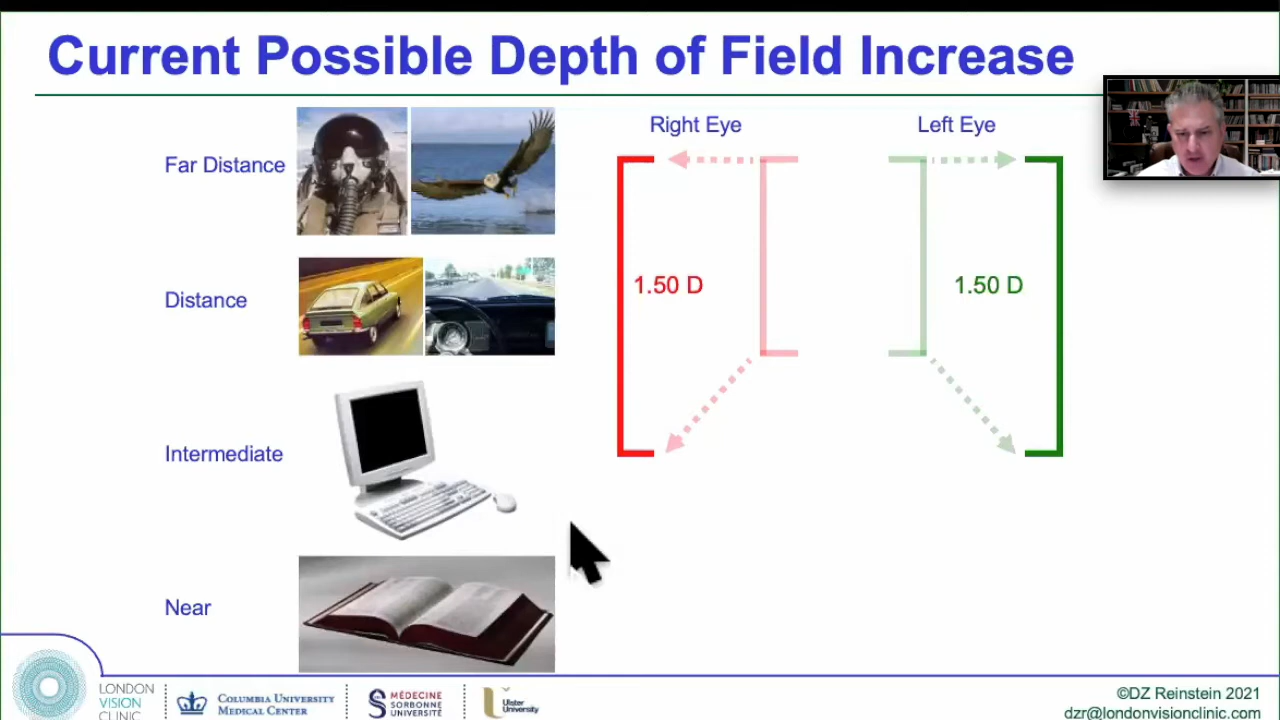 Current Possible Depth of Field Increase
Right Eye
Left Eye
Far Distance
Distance
1.50 D
1.50 D
Intermediate
Near
LONDON
VISION
CLINIC
COLUMBIA UNIVERSITY
MEDICAL CENTER
MÉDECINE
SORBONNE
UNIVERSITÉ
Ulster
University
©DZ Reinstein 2021
dzr@londonvisionclinic.com